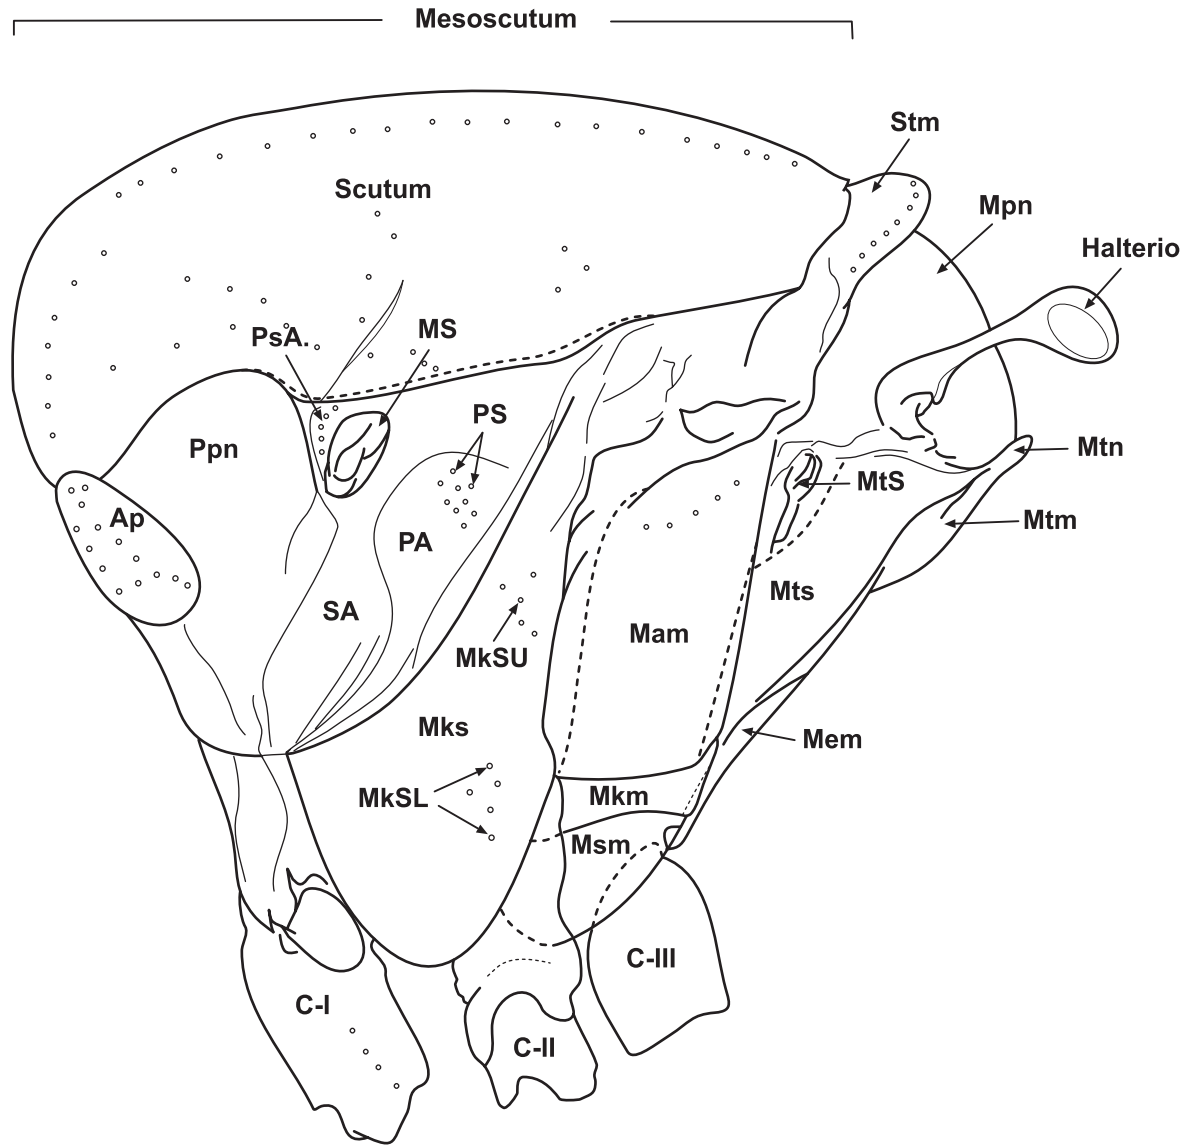 Mesoscutum
Stm
Scutum
Mpn
Halterio
PsA.
MS
PS
Ppn
Mtn
MtS
Ap
Mtm
PA
Mts
SA
Mam
MkSU
Mks
Mem
MkSL
Mkm
Msm
C-III
C-I
C-II